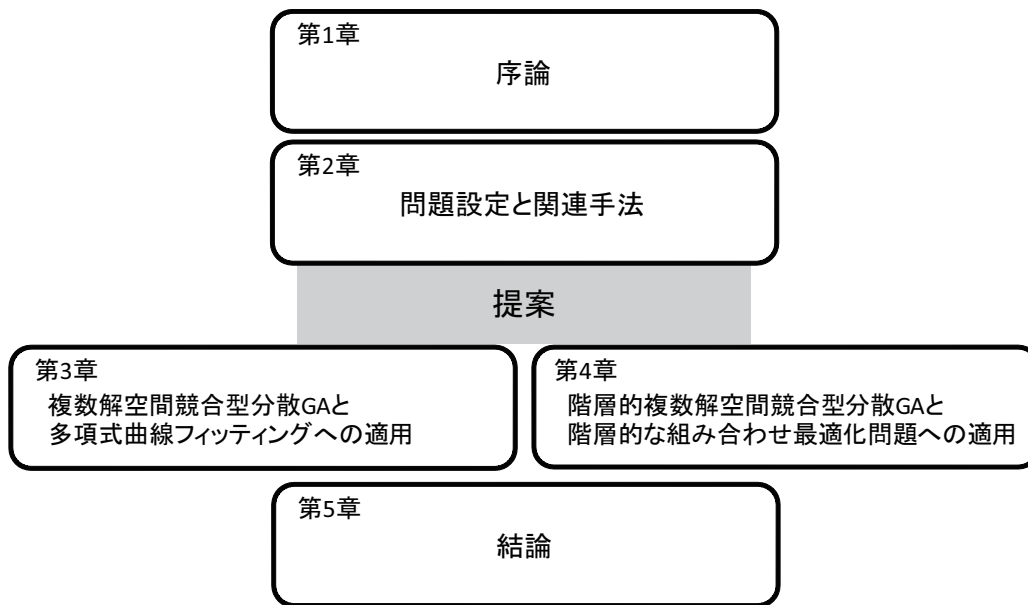 第1章
序論
第2章
問題設定と関連手法
提案
第3章
複数解空間競合型分散GAと
多項式曲線フィッティングへの適用
第4章
階層的複数解空間競合型分散GAと
階層的な組み合わせ最適化問題への適用
第5章
結論